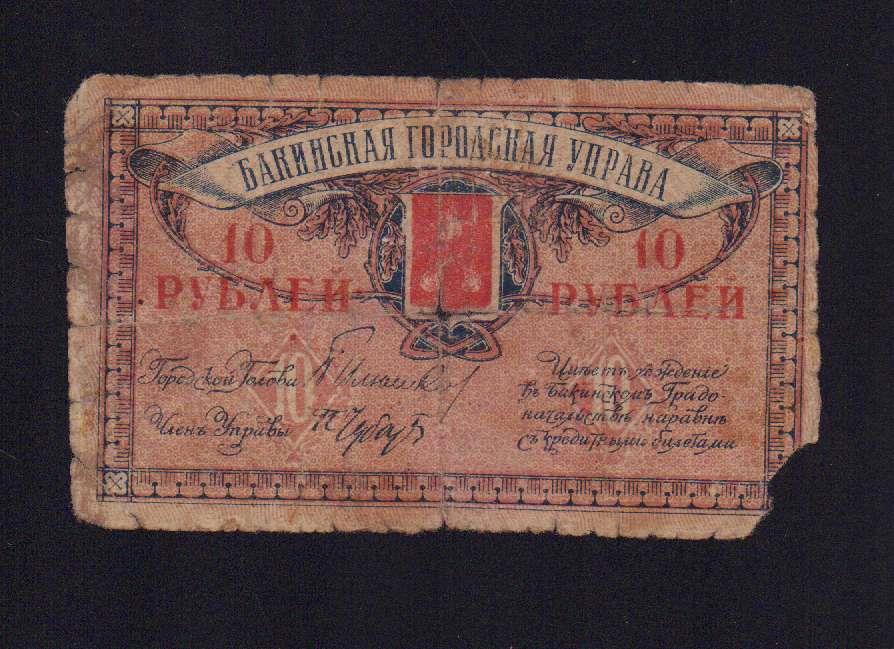 БАКИНСКАЯ ГОРОДСКАЯ УПРАВА
10
РУБЛЕЙ
10
РУБЛЕЙ
Городской Голова
Членъ Управы
10
Имѣетъ хожденіе
въ Бакинскомъ Градо-
начальствѣ наравнѣ
съ кредитными билетами